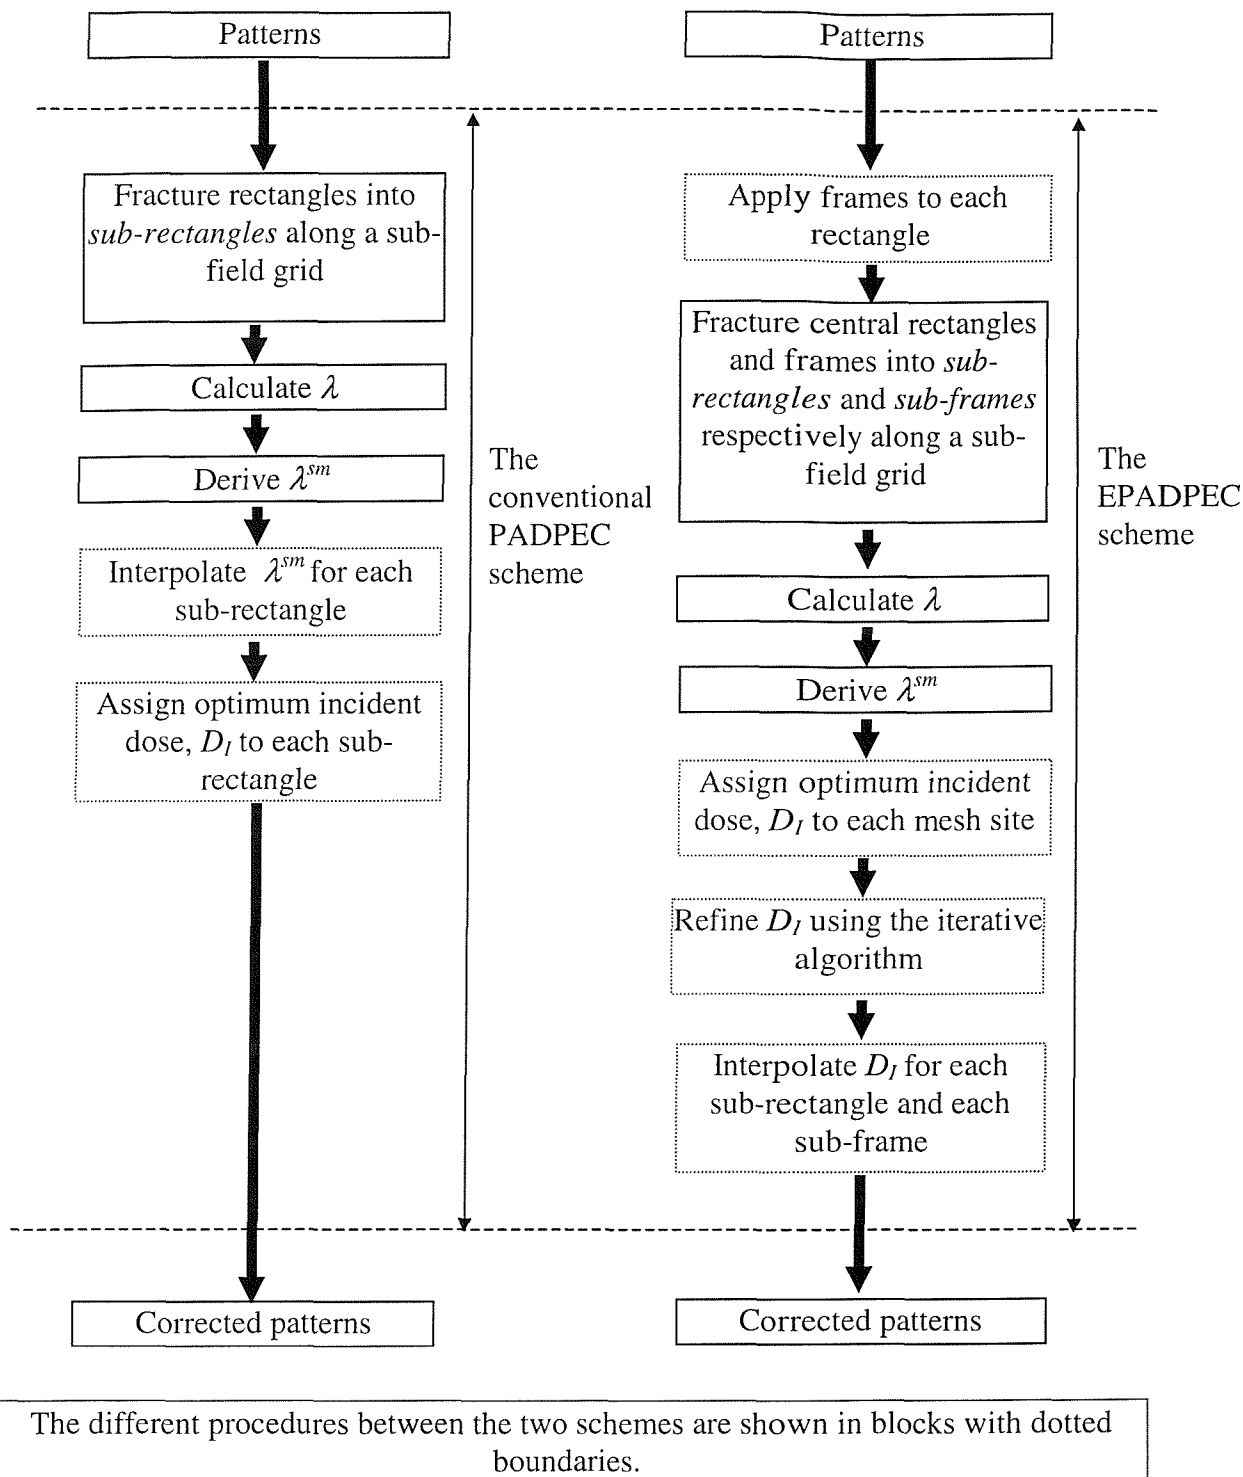 Patterns
Fracture rectangles into
sub-rectangles along a sub-
field grid
Calculate λ
Derive λ^sm
Interpolate λ^sm for each
sub-rectangle
Assign optimum incident
dose, D_I to each sub-
rectangle
Corrected patterns
The
conventional
PADPEC
scheme
Patterns
Apply frames to each
rectangle
Fracture central rectangles
and frames into sub-
rectangles and sub-frames
respectively along a sub-
field grid
Calculate λ
Derive λ^sm
Assign optimum incident
dose, D_I to each mesh site
Refine D_I using the iterative
algorithm
Interpolate D_I for each
sub-rectangle and each
sub-frame
Corrected patterns
The
EPADPEC
scheme
The different procedures between the two schemes are shown in blocks with dotted
boundaries.